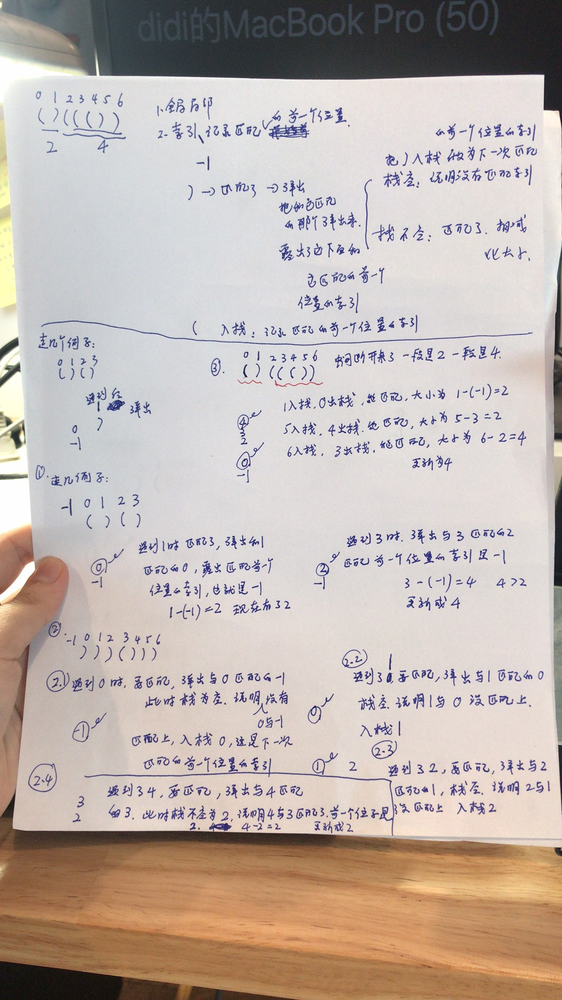 didi的MacBook Pro (50)
0 1 2 3 4 5 6
( ) ( ( ( ) )
2 4
1. 全局 局部
2. 索引、记录匹配的前一个位置.
-1
) → 匹配了 → 弹出
把和它匹配
的那个弹出来.
露出了它下面和
它匹配的前一个
位置的索引
的前一个位置的索引
把)入栈 做为下一次匹配
栈空: 说明没有匹配索引
栈不空: 匹配了. 相减
比大小.
( 入栈: 记录匹配的前一个位置的索引
走几个例子:
0 1 2 3
( ) ( )
遇到后
1 弹出
)
0
-1
③. 0 1 2 3 4 5 6
( ) ( ( ( ) )
中间断开来了 一段是2 一段是4.
1入栈, 0出栈, 能匹配, 大小为 1-(-1)=2
5入栈, 4出栈. 能匹配, 大小为 5-3=2
6入栈, 3出栈, 能匹配, 大小为 6-2=4
更新为4
4
3
2
0
-1
①. 走几例子:
-1 0 1 2 3
( ) ( )
遇到1时 匹配了, 弹出和1
匹配的0, 露出匹配前一个
位置的索引, 也就是-1
1-(-1)=2 现在有了2
0
-1
遇到3时. 弹出与3匹配的2
匹配前一个位置的索引是-1
3-(-1)=4 4>2
更新成4
2
-1
②. -1 0 1 2 3 4 5 6
) ) ) ( ) ) )
2.1 遇到0时, 要匹配, 弹出与0匹配的-1
此时栈为空. 说明没有
0与-1
-1
匹配上, 入栈0, 这是下一次
匹配的前一个位置的索引
2.2
遇到了1, 要匹配, 弹出与1匹配的0
栈空. 说明1与0没匹配上.
入栈1
0
2.3
1 2
遇到了2, 要匹配, 弹出与2
匹配的1, 栈空. 说明2与1
没匹配上 入栈2
2.4
遇到了4, 要匹配, 弹出与4匹配
的3. 此时栈不空为2, 说明4与3匹配了. 前一个位子是
2. 4-2=2 更新成2
3
2